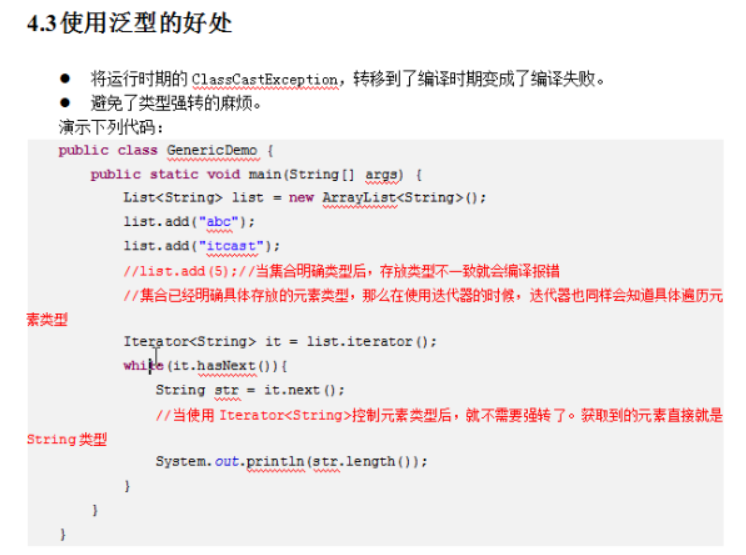 4.3使用泛型的好处
● 将运行时期的 ClassCastException，转移到了编译时期变成了编译失败。
● 避免了类型强转的麻烦。
演示下列代码：
public class GenericDemo {
public static void main(String[] args) {
List<String> list = new ArrayList<String>();
list.add("abc");
list.add("itcast");
//list.add(5);//当集合明确类型后，存放类型不一致就会编译报错
//集合已经明确具体存放的元素类型，那么在使用迭代器的时候，迭代器也同样会知道具体遍历元
素类型
Iterator<String> it = list.iterator();
while(it.hasNext()){
String str = it.next();
//当使用 Iterator<String>控制元素类型后，就不需要强转了。获取到的元素直接就是
String 类型
System.out.println(str.length());
}
}
}